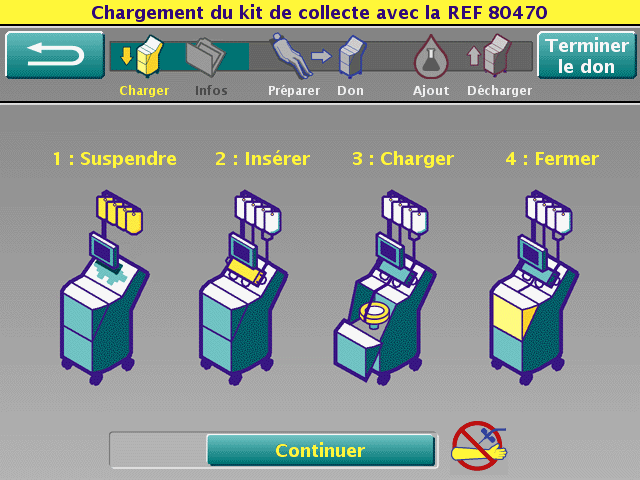 Chargement du kit de collecte avec la REF 80470
Terminer
le don
Charger Infos Préparer Don Ajout Décharger
1 : Suspendre 2 : Insérer 3 : Charger 4 : Fermer
Continuer